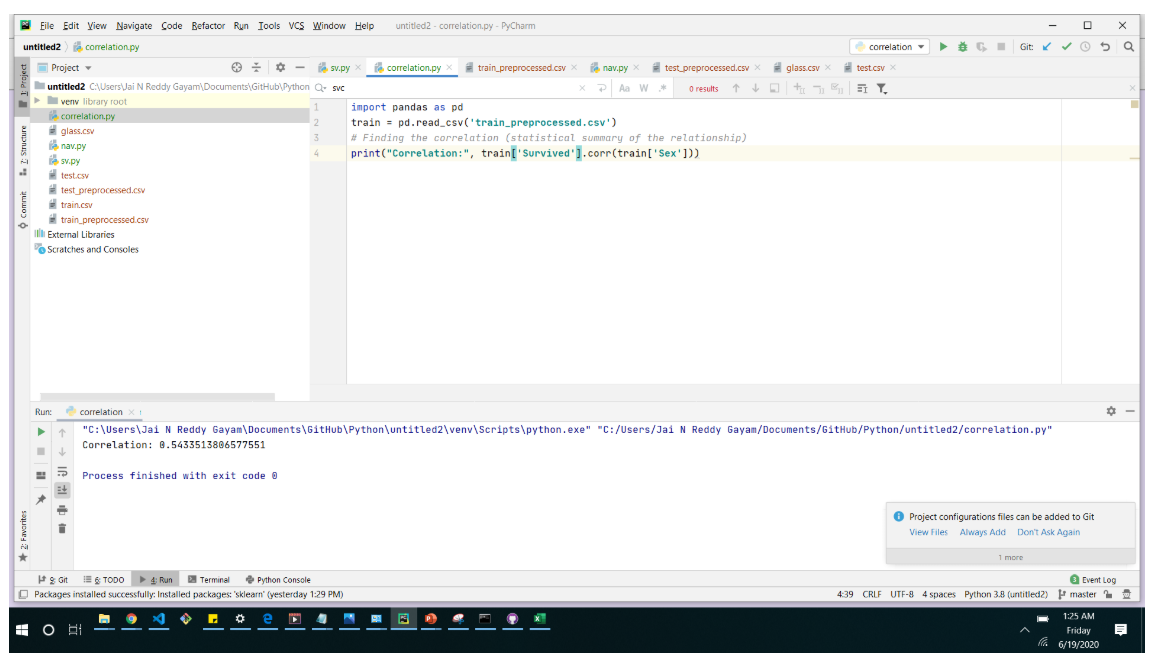 File Edit View Navigate Code Refactor Run Tools VCS Window Help untitled2 - correlation.py - PyCharm
untitled2 correlation.py correlation Git:
1: Project
Project
sv.py correlation.py train_preprocessed.csv nav.py test_preprocessed.csv glass.csv test.csv
untitled2 C:\Users\Jai N Reddy Gayam\Documents\GitHub\Python
svc Aa W .* 0 results
venv library root
correlation.py
glass.csv
nav.py
sv.py
test.csv
test_preprocessed.csv
train.csv
train_preprocessed.csv
External Libraries
Scratches and Consoles
Z: Structure
Commit
1 import pandas as pd
2 train = pd.read_csv('train_preprocessed.csv')
3 # Finding the correlation (statistical summary of the relationship)
4 print("Correlation:", train['Survived'].corr(train['Sex']))
Run: correlation
"C:\Users\Jai N Reddy Gayam\Documents\GitHub\Python\untitled2\venv\Scripts\python.exe" "C:/Users/Jai N Reddy Gayam/Documents/GitHub/Python/untitled2/correlation.py"
Correlation: 0.5433513806577551
Process finished with exit code 0
2: Favorites
Project configurations files can be added to Git
View Files Always Add Don't Ask Again
1 more
9: Git 6: TODO 4: Run Terminal Python Console 3 Event Log
Packages installed successfully: Installed packages: 'sklearn' (yesterday 1:29 PM) 4:39 CRLF UTF-8 4 spaces Python 3.8 (untitled2) master
1:25 AM
Friday
6/19/2020